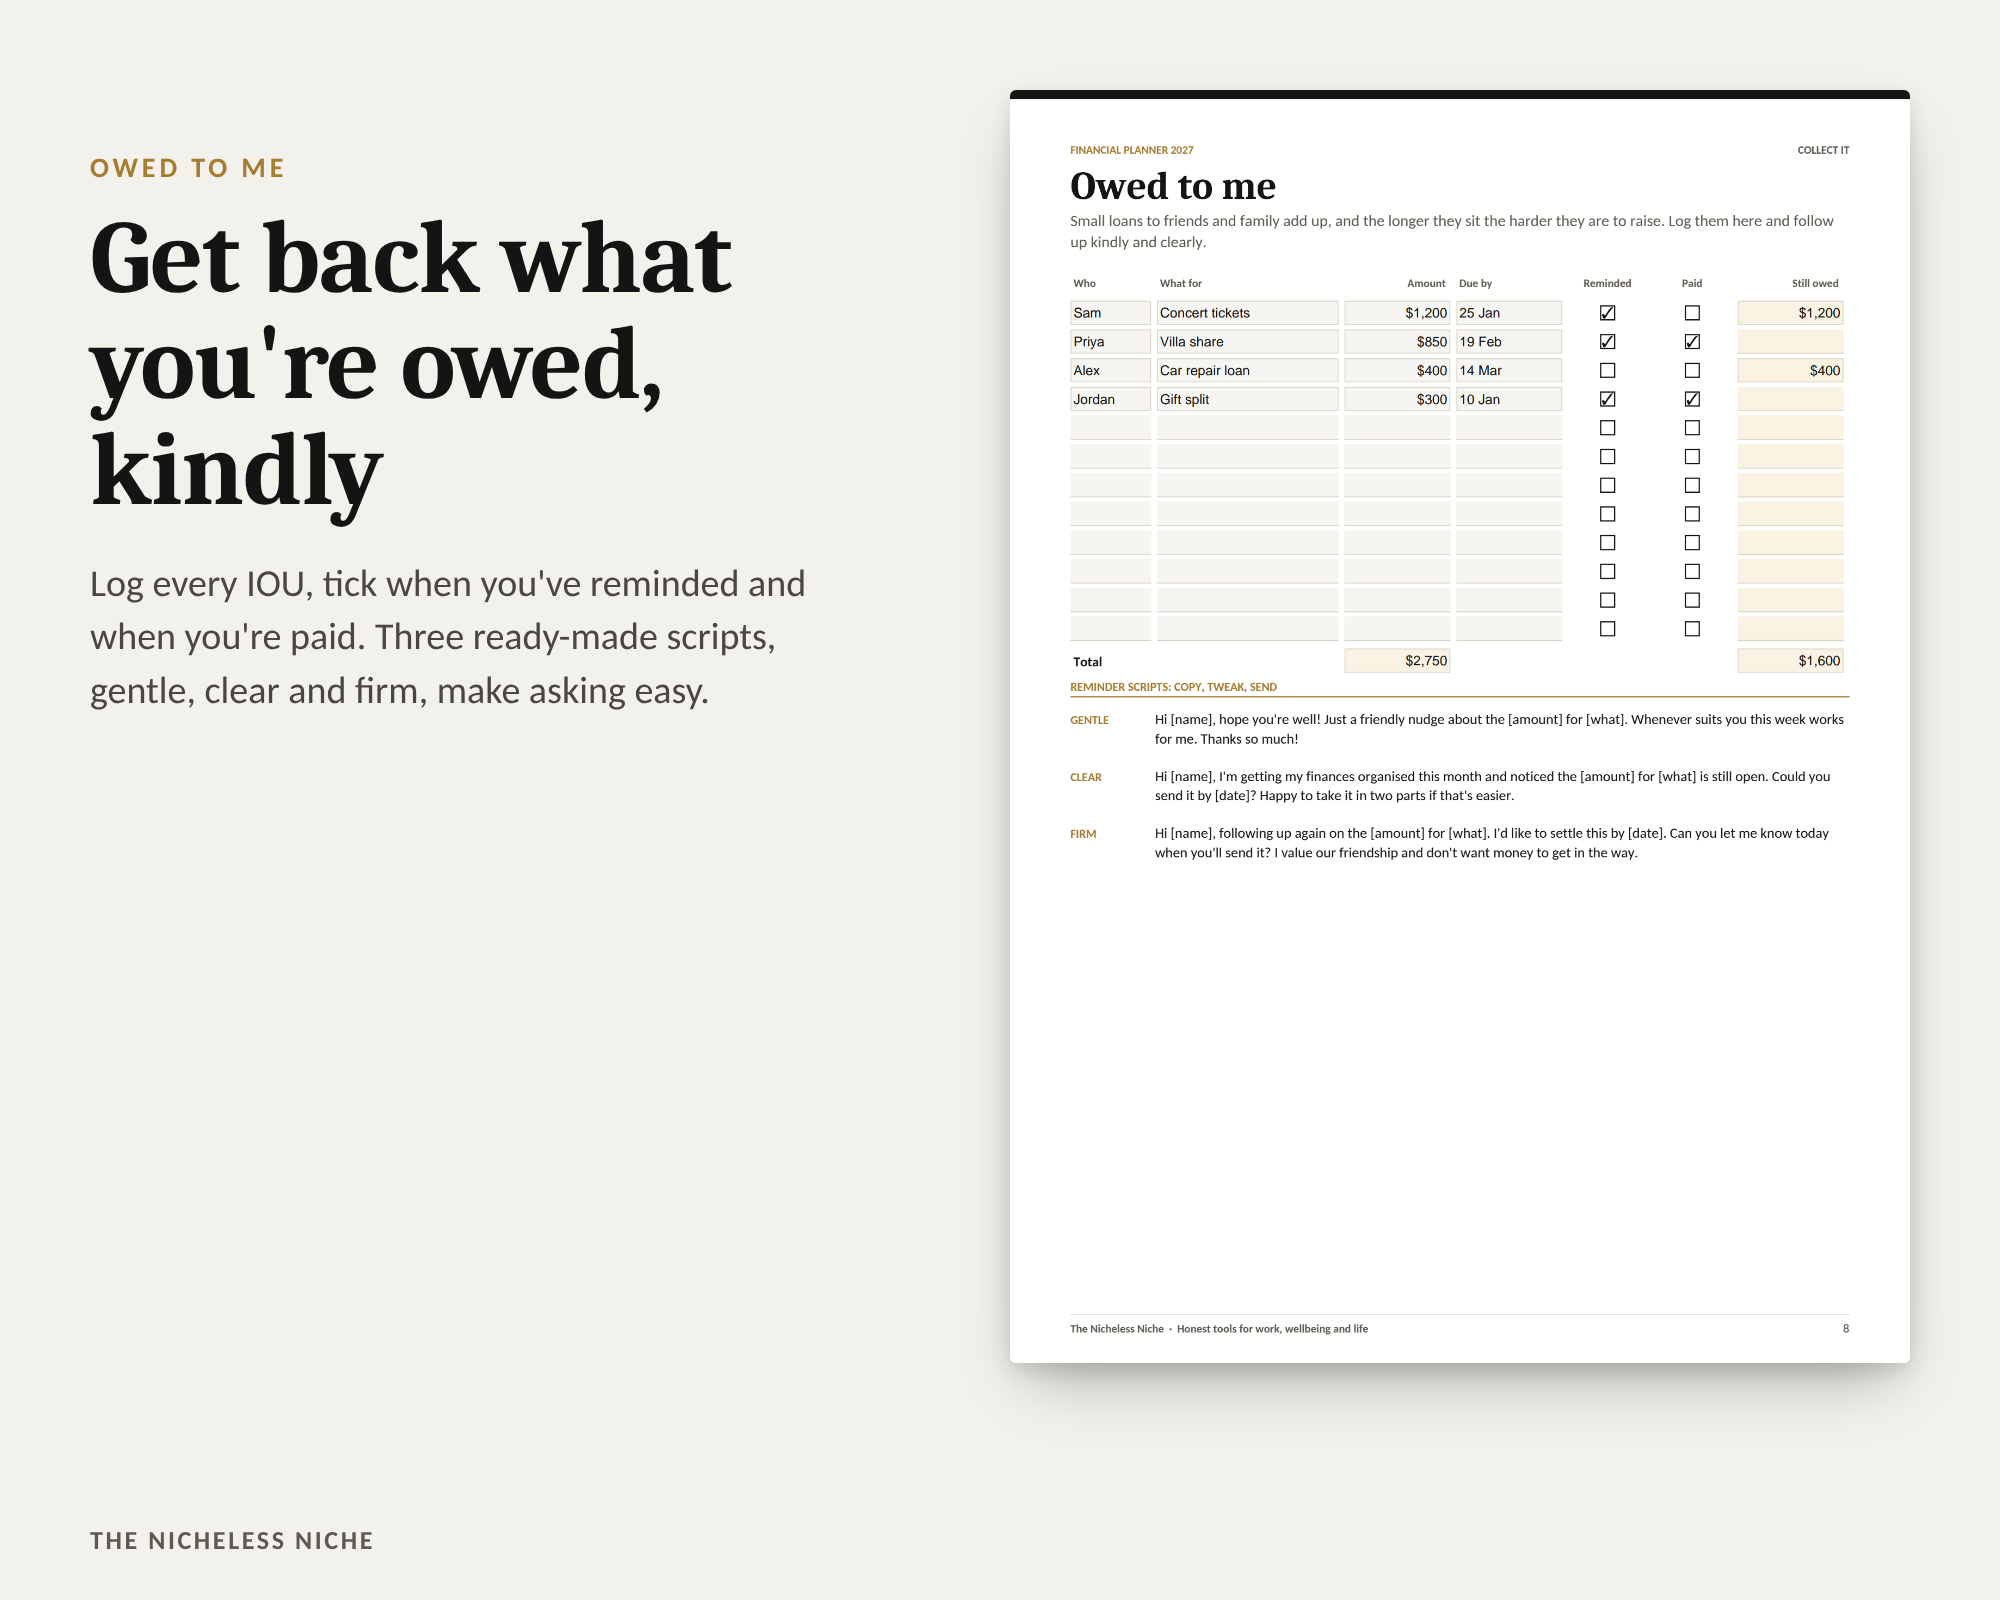 OWED TO ME
Get back what
you're owed,
kindly
Log every IOU, tick when you've reminded and
when you're paid. Three ready-made scripts,
gentle, clear and firm, make asking easy.
THE NICHELESS NICHE
FINANCIAL PLANNER 2027 COLLECT IT
Owed to me
Small loans to friends and family add up, and the longer they sit the harder they are to raise. Log them here and follow
up kindly and clearly.
Who What for Amount Due by Reminded Paid Still owed
Sam Concert tickets $1,200 25 Jan $1,200
Priya Villa share $850 19 Feb
Alex Car repair loan $400 14 Mar $400
Jordan Gift split $300 10 Jan
Total $2,750 $1,600
REMINDER SCRIPTS: COPY, TWEAK, SEND
GENTLE Hi [name], hope you're well! Just a friendly nudge about the [amount] for [what]. Whenever suits you this week works
for me. Thanks so much!
CLEAR Hi [name], I'm getting my finances organised this month and noticed the [amount] for [what] is still open. Could you
send it by [date]? Happy to take it in two parts if that's easier.
FIRM Hi [name], following up again on the [amount] for [what]. I'd like to settle this by [date]. Can you let me know today
when you'll send it? I value our friendship and don't want money to get in the way.
The Nicheless Niche · Honest tools for work, wellbeing and life 8